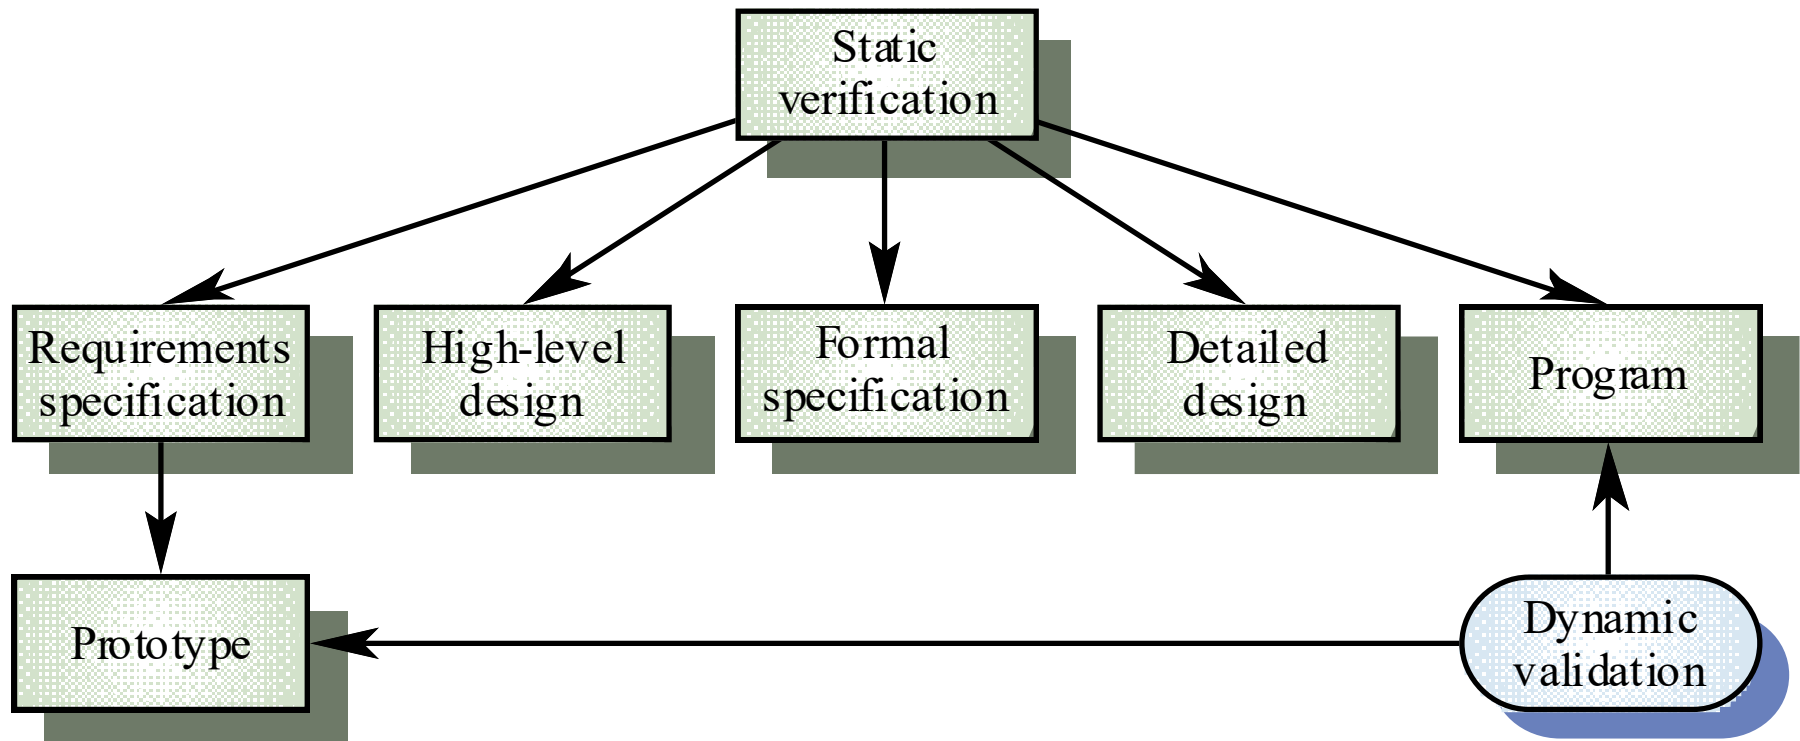 Static
verification
Requirements
specification
High-level
design
Formal
specification
Detailed
design
Program
Prototype
Dynamic
validation